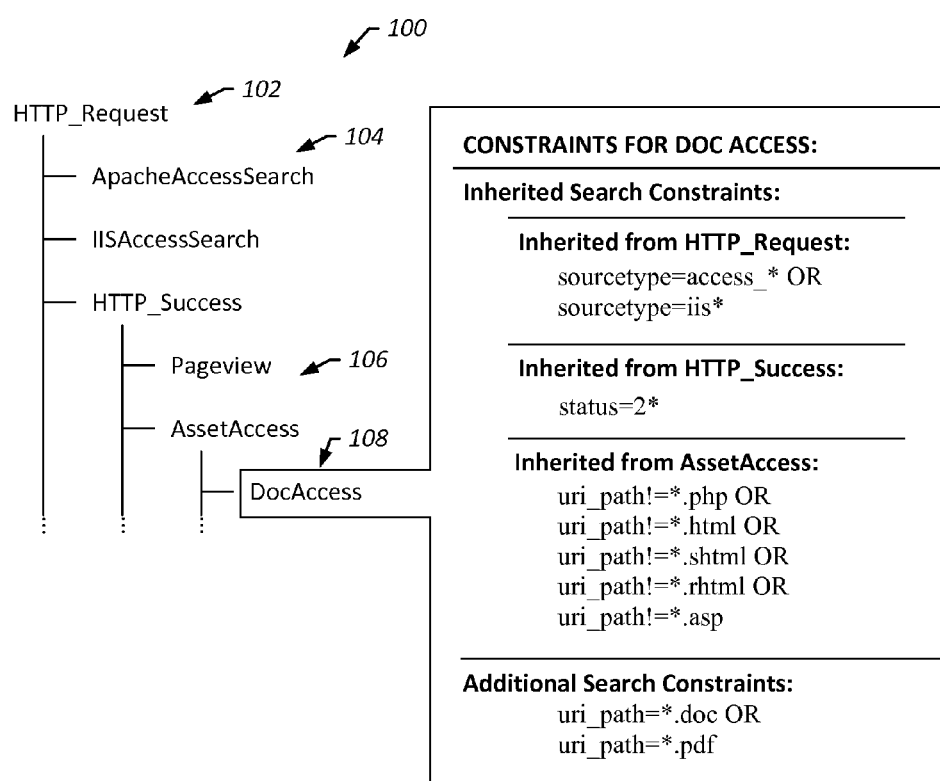 100
102
HTTP_Request
104
ApacheAccessSearch
IISAccessSearch
HTTP_Success
Pageview
106
AssetAccess
108
DocAccess
CONSTRAINTS FOR DOC ACCESS:
Inherited Search Constraints:
Inherited from HTTP_Request:
sourcetype=access_* OR
sourcetype=iis*
Inherited from HTTP_Success:
status=2*
Inherited from AssetAccess:
uri_path!=*.php OR
uri_path!=*.html OR
uri_path!=*.shtml OR
uri_path!=*.rhtml OR
uri_path!=*.asp
Additional Search Constraints:
uri_path=*.doc OR
uri_path=*.pdf